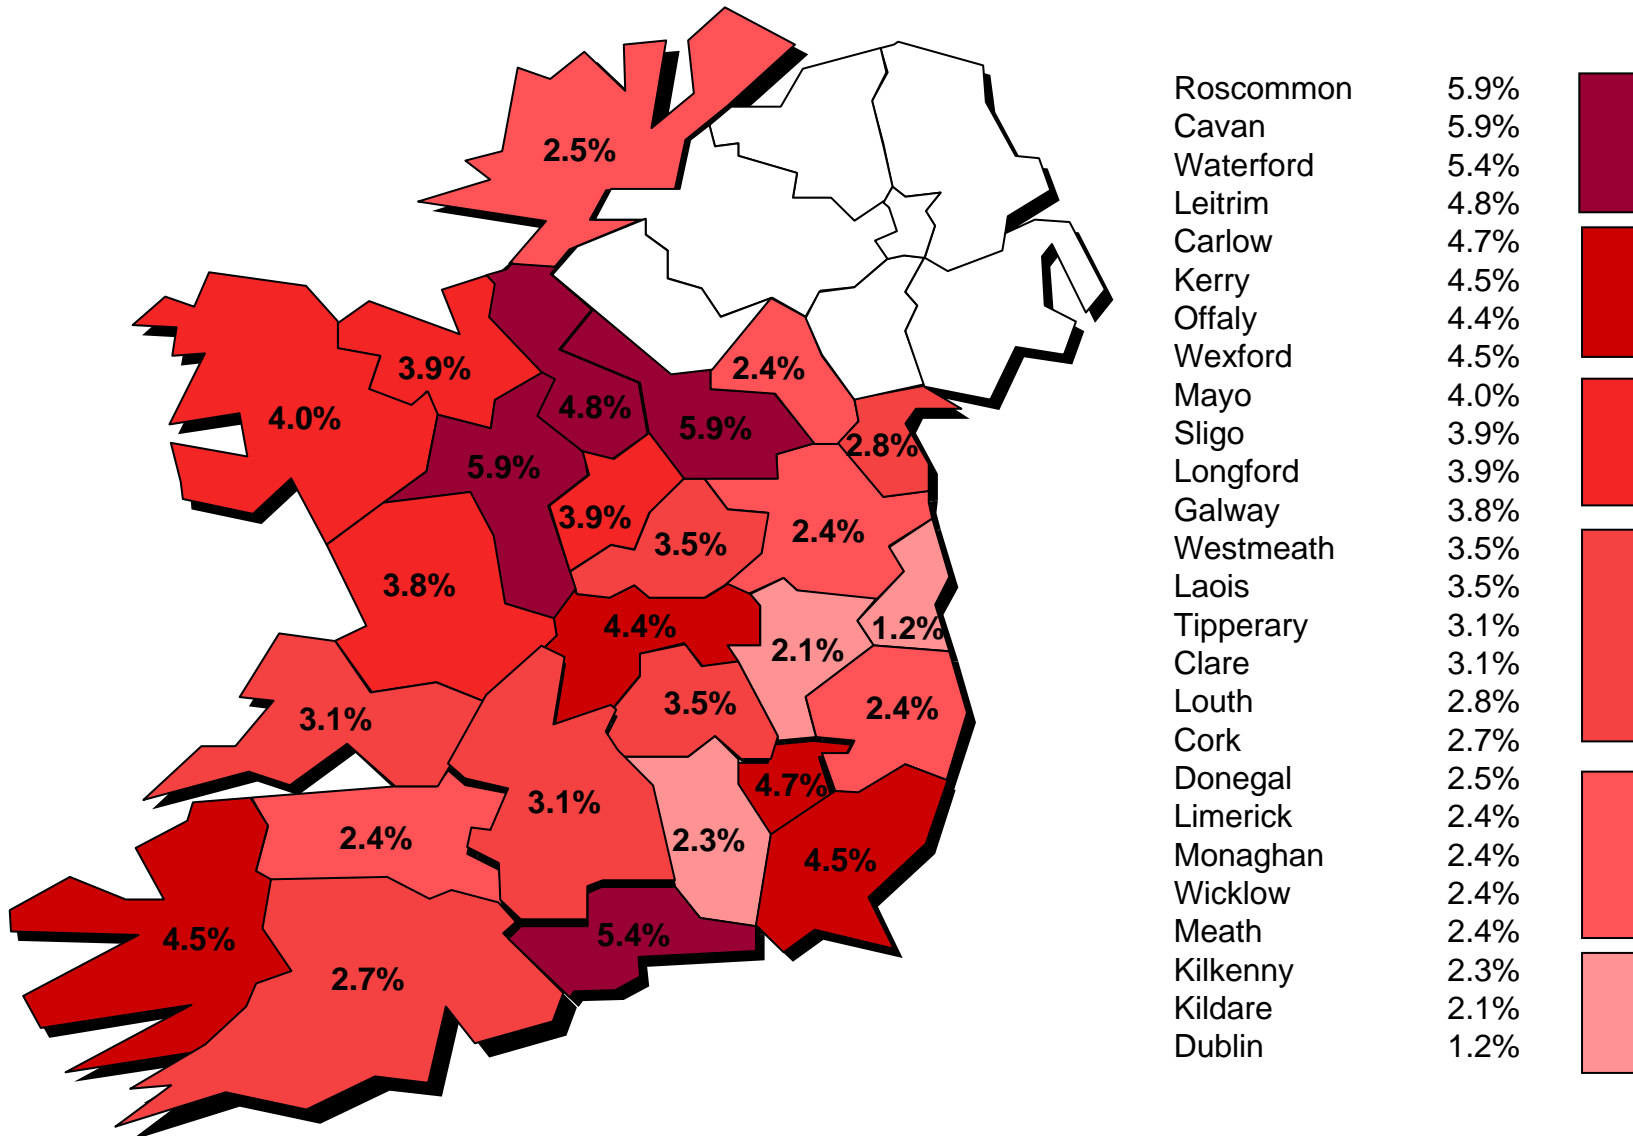 2.5%
3.9%
2.4%
4.0%
4.8%
5.9%
2.8%
5.9%
3.9%
3.5%
2.4%
3.8%
4.4%
2.1%
1.2%
3.1%
3.5%
2.4%
3.1%
4.7%
2.4%
2.3%
4.5%
4.5%
5.4%
2.7%
Roscommon 5.9%
Cavan 5.9%
Waterford 5.4%
Leitrim 4.8%
Carlow 4.7%
Kerry 4.5%
Offaly 4.4%
Wexford 4.5%
Mayo 4.0%
Sligo 3.9%
Longford 3.9%
Galway 3.8%
Westmeath 3.5%
Laois 3.5%
Tipperary 3.1%
Clare 3.1%
Louth 2.8%
Cork 2.7%
Donegal 2.5%
Limerick 2.4%
Monaghan 2.4%
Wicklow 2.4%
Meath 2.4%
Kilkenny 2.3%
Kildare 2.1%
Dublin 1.2%